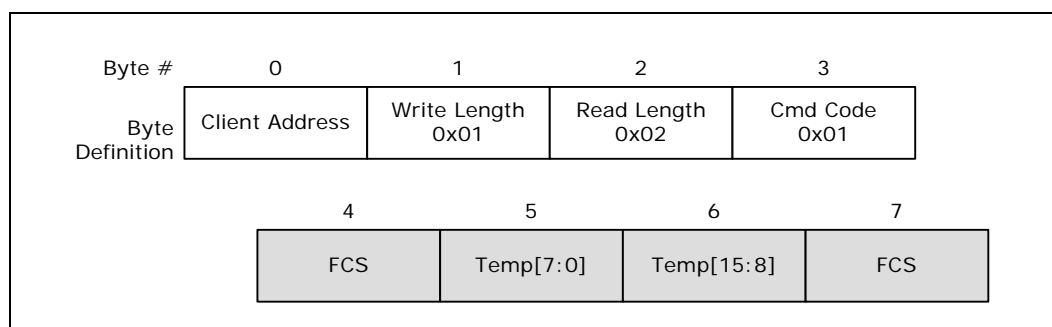 Byte # 0 1 2 3
Byte Definition
Client Address
Write Length
0x01
Read Length
0x02
Cmd Code
0x01
4 5 6 7
FCS Temp[7:0] Temp[15:8] FCS